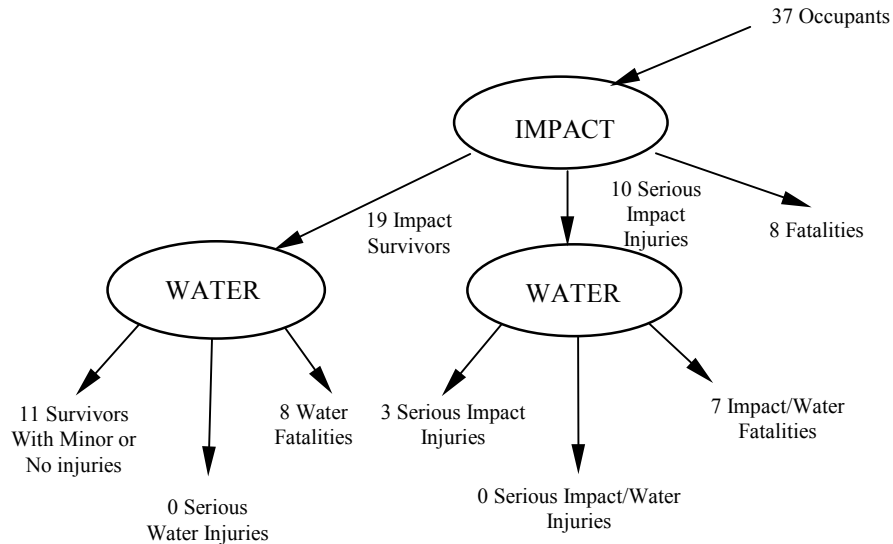 37 Occupants
IMPACT
19 Impact
Survivors
10 Serious
Impact
Injuries
8 Fatalities
WATER
WATER
11 Survivors
With Minor or
No injuries
0 Serious
Water Injuries
8 Water
Fatalities
3 Serious Impact
Injuries
0 Serious Impact/Water
Injuries
7 Impact/Water
Fatalities